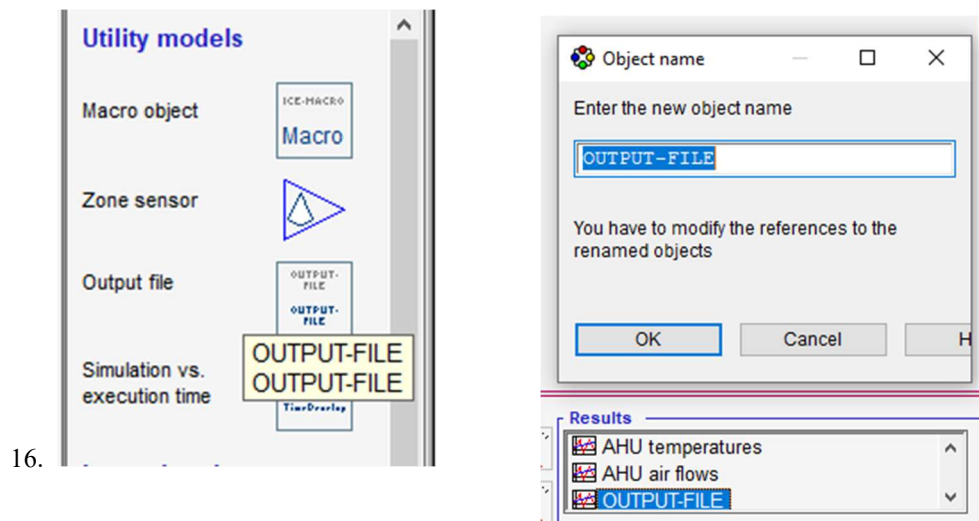 Utility models
Macro object
ICE-MACRO
Macro
Zone sensor
Output file
OUTPUT-
FILE
OUTPUT-
FILE
OUTPUT-FILE
OUTPUT-FILE
Simulation vs.
execution time
TimeOverlap
16.
Object name
Enter the new object name
OUTPUT-FILE
You have to modify the references to the
renamed objects
OK
Cancel
H
Results
AHU temperatures
AHU air flows
OUTPUT-FILE